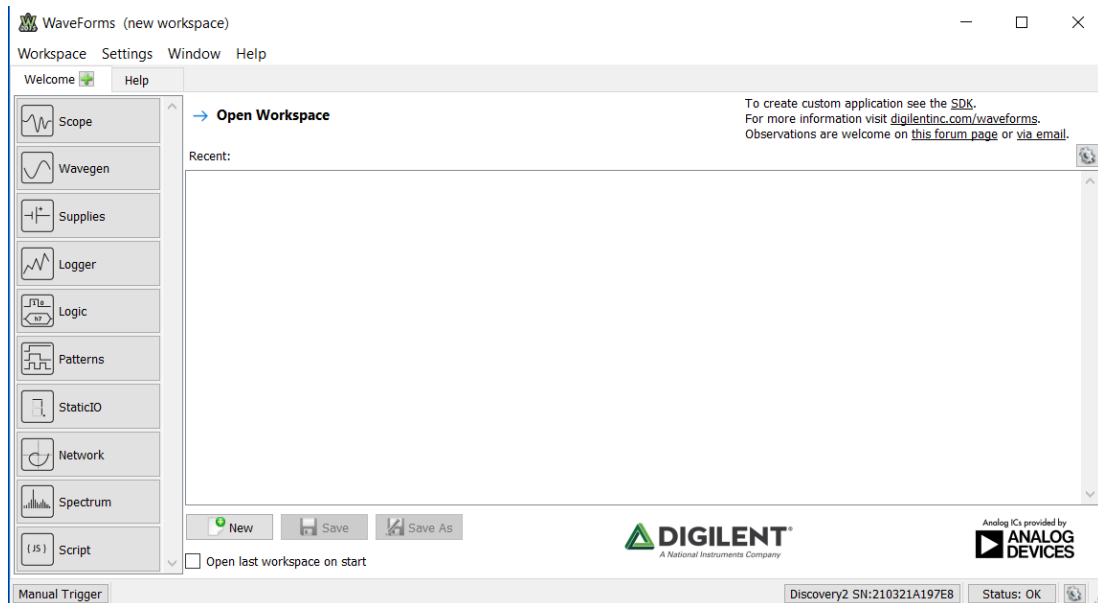 WaveForms (new workspace)
Workspace Settings Window Help
Welcome Help
Scope
Wavegen
Supplies
Logger
Logic
Patterns
StaticIO
Network
Spectrum
{JS} Script
→ Open Workspace
To create custom application see the SDK.
For more information visit digilentinc.com/waveforms.
Observations are welcome on this forum page or via email.
Recent:
New Save Save As
Open last workspace on start
DIGILENT®
A National Instruments Company
Analog ICs provided by
ANALOG
DEVICES
Manual Trigger
Discovery2 SN:210321A197E8 Status: OK